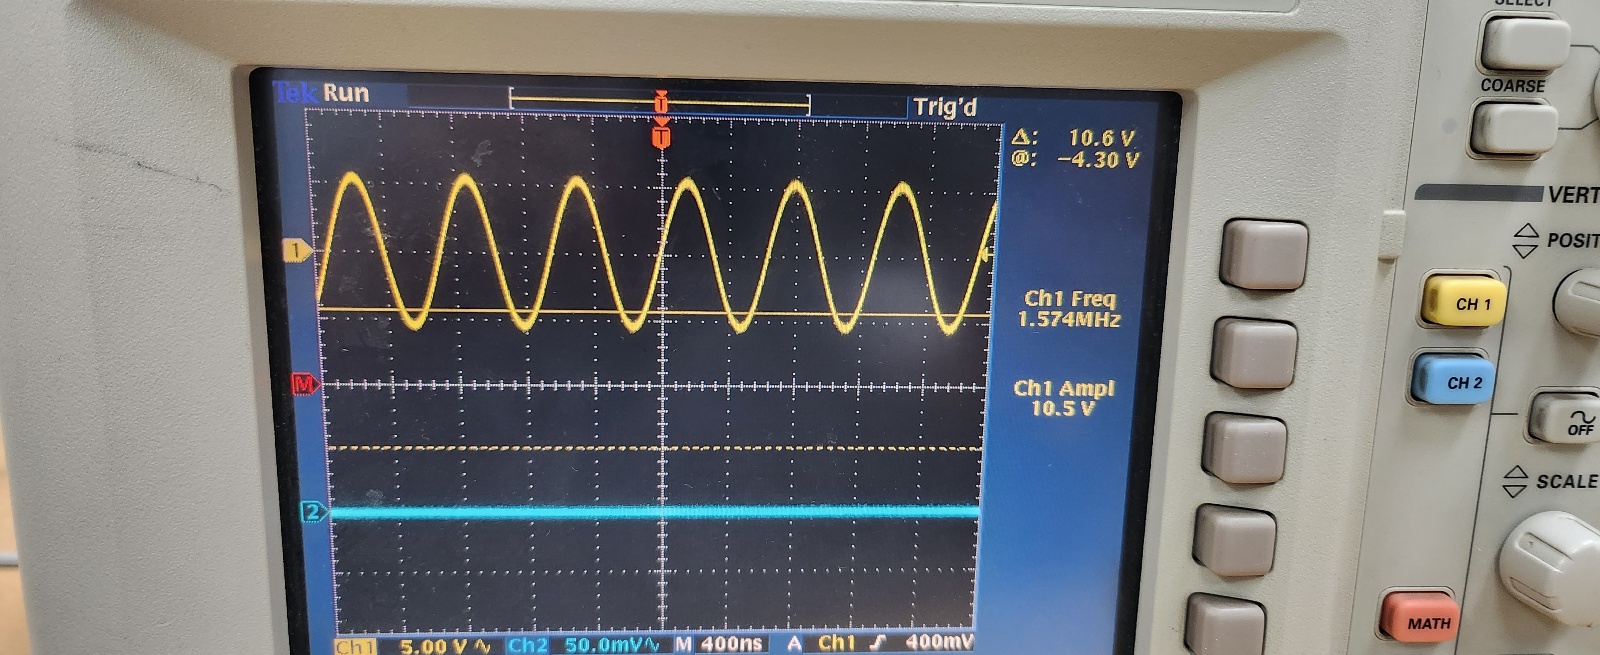 SELECT
COARSE
Tek Run
Trig'd
T
T
Δ: 10.6 V
@: −4.30 V
VERT
POSIT
1
Ch1 Freq
1.574MHz
CH 1
M
Ch1 Ampl
10.5 V
CH 2
OFF
SCALE
2
MATH
Ch1 5.00 V Ch2 50.0mV M 400ns A Ch1 400mV